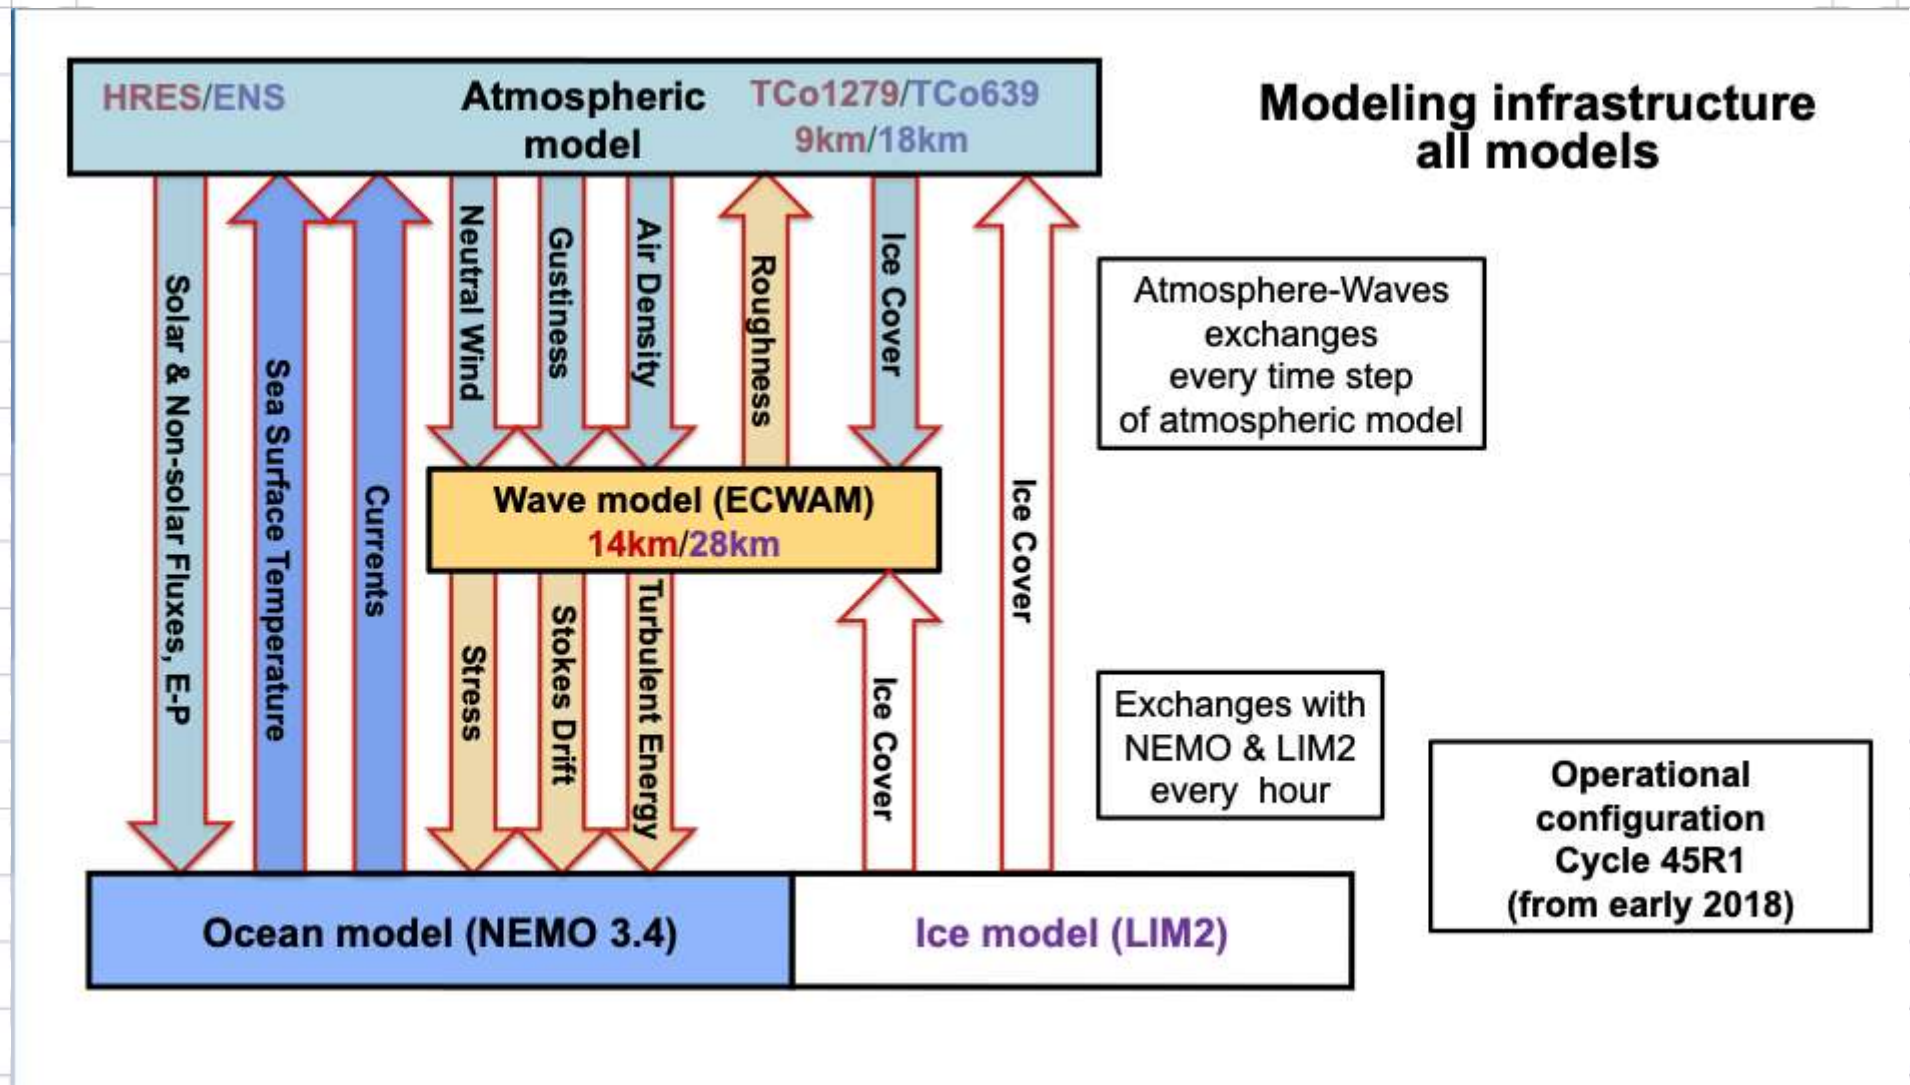 HRES/ENS
Atmospheric
model
TCo1279/TCo639
9km/18km
Modeling infrastructure
all models
Solar & Non-solar Fluxes, E-P
Sea Surface Temperature
Currents
Neutral Wind
Gustiness
Air Density
Roughness
Ice Cover
Ice Cover
Atmosphere-Waves
exchanges
every time step
of atmospheric model
Wave model (ECWAM)
14km/28km
Stress
Stokes Drift
Turbulent Energy
Ice Cover
Exchanges with
NEMO & LIM2
every hour
Operational
configuration
Cycle 45R1
(from early 2018)
Ocean model (NEMO 3.4)
Ice model (LIM2)